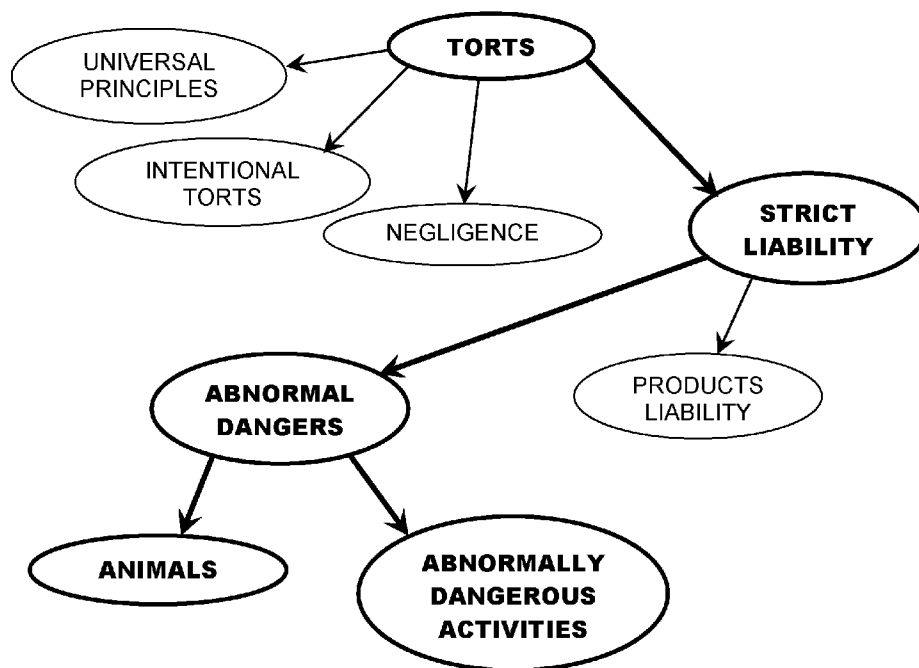 TORTS
UNIVERSAL
PRINCIPLES
INTENTIONAL
TORTS
NEGLIGENCE
STRICT
LIABILITY
PRODUCTS
LIABILITY
ABNORMAL
DANGERS
ANIMALS
ABNORMALLY
DANGEROUS
ACTIVITIES